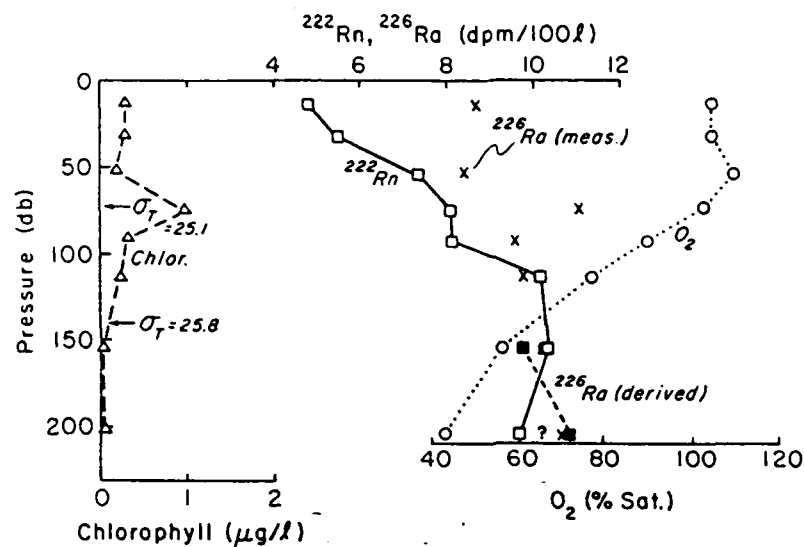 ²²²Rn, ²²⁶Ra (dpm/100ℓ)
4 6 8 10 12
0
50
100
150
200
Pressure (db)
²²⁶Ra (meas.)
²²²Rn
σ_T = 25.1
Chlor.
O₂
σ_T = 25.8
²²⁶Ra (derived)
?
40 60 80 100 120
O₂ (% Sat.)
0 1 2
Chlorophyll (μg/ℓ)